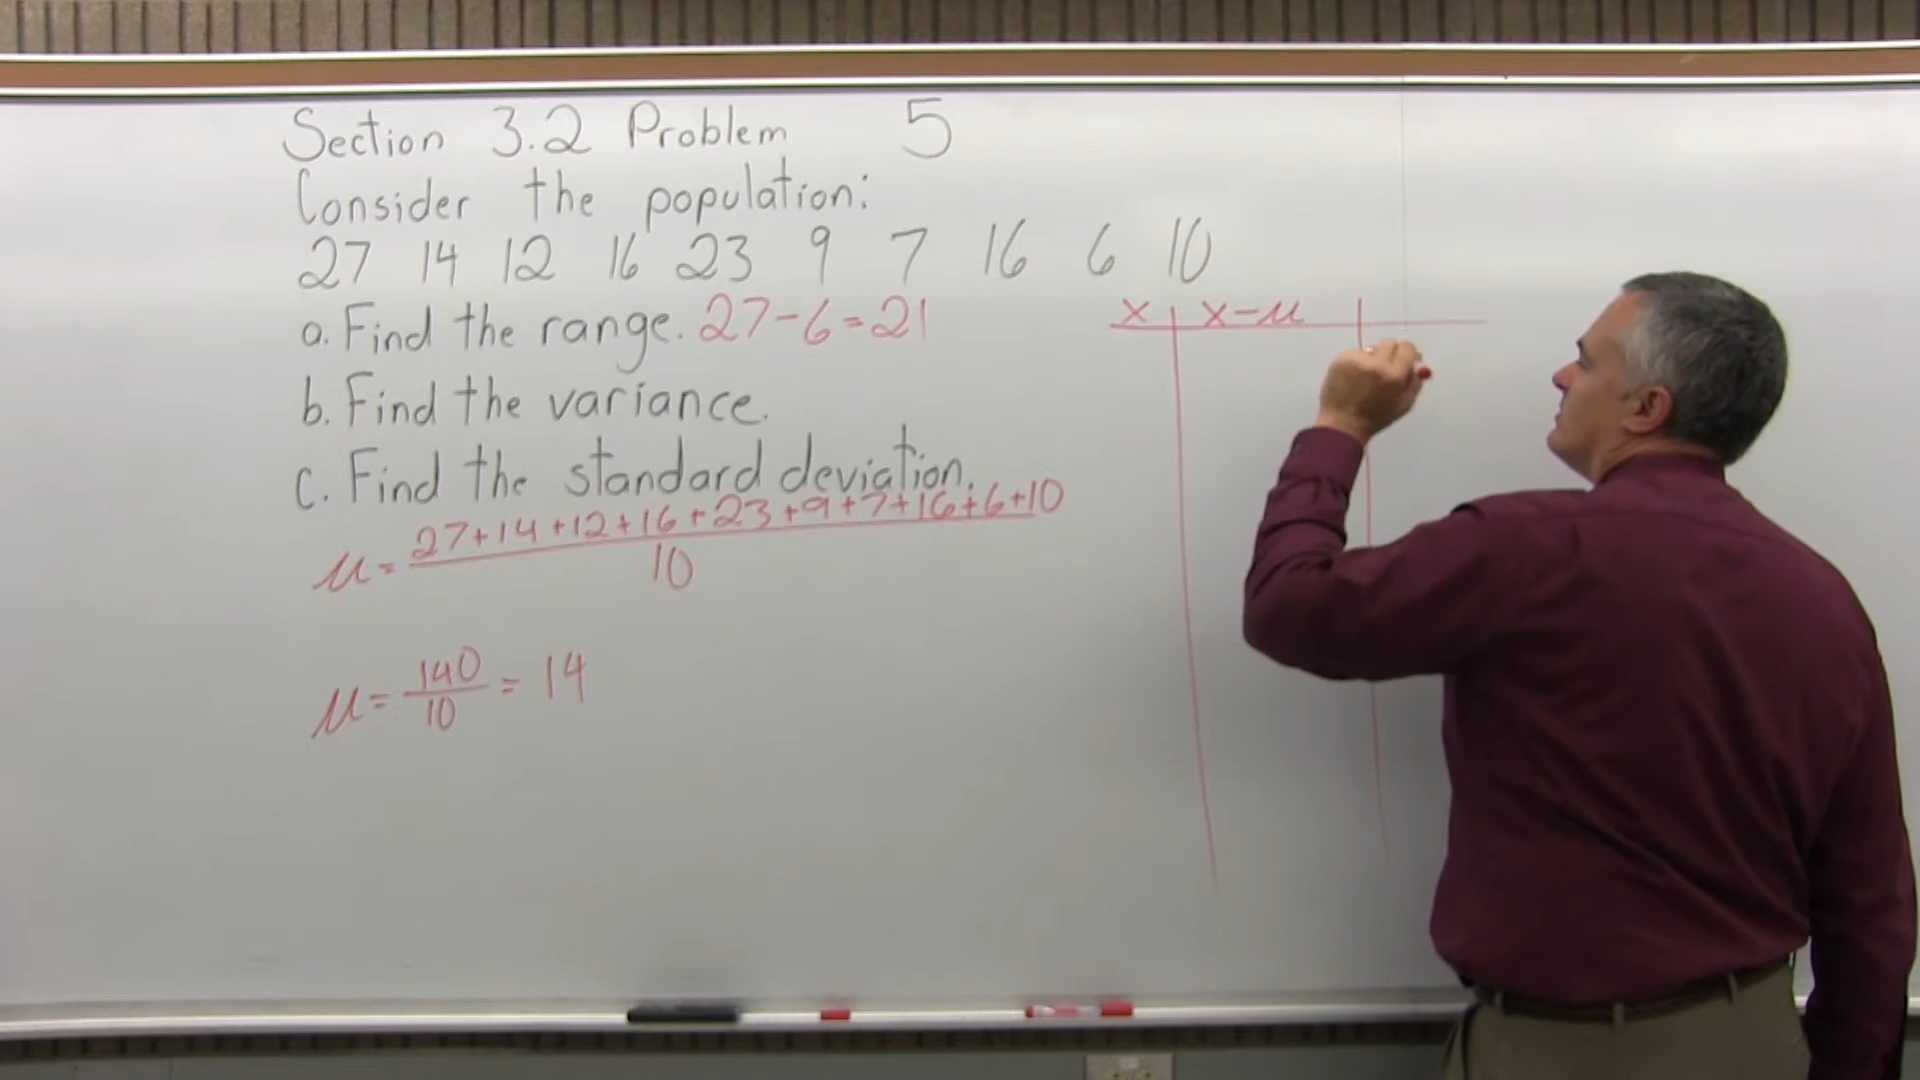 Section 3.2 Problem 5
Consider the population:
27 14 12 16 23 9 7 16 6 10
a. Find the range. 27-6=21
b. Find the variance.
c. Find the standard deviation.
μ = 27+14+12+16+23+9+7+16+6+10
10
μ = 140/10 = 14
x x-μ